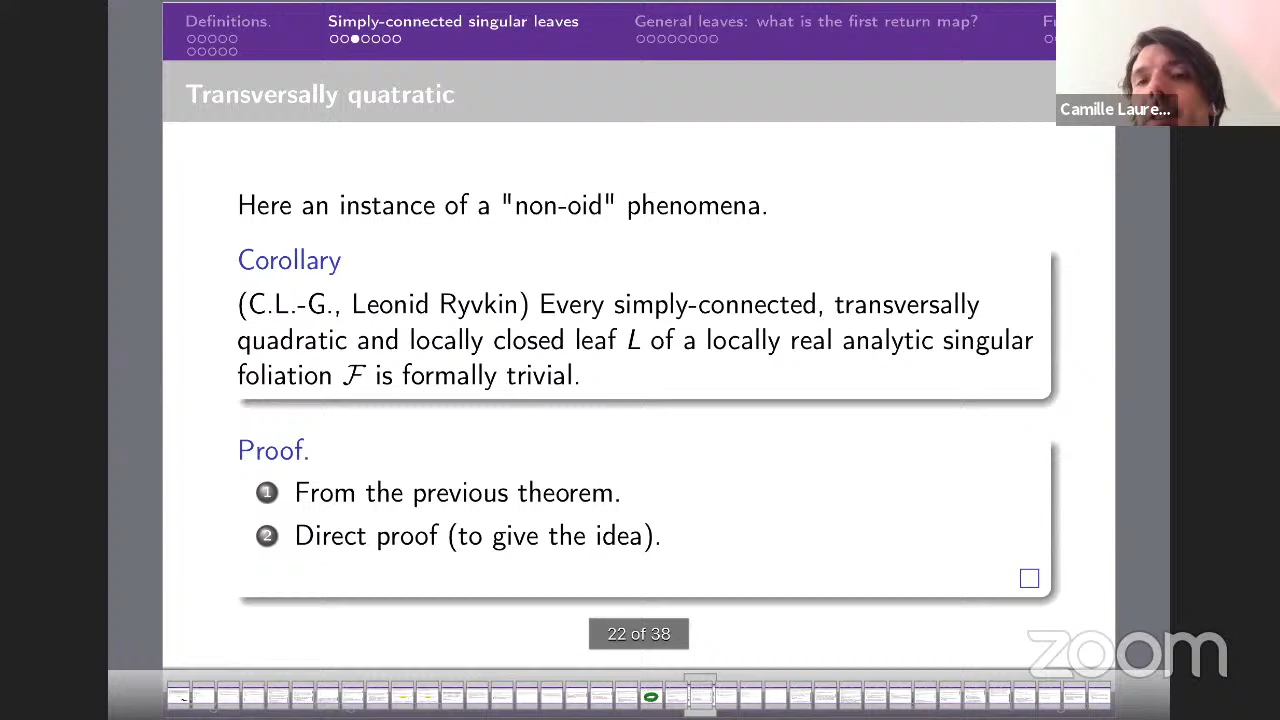 Definitions.
Simply-connected singular leaves
General leaves: what is the first return map?
Transversally quatratic
Camille Laure...
Here an instance of a "non-oid" phenomena.
Corollary
(C.L.-G., Leonid Ryvkin) Every simply-connected, transversally
quadratic and locally closed leaf L of a locally real analytic singular
foliation ℱ is formally trivial.
Proof.
1 From the previous theorem.
2 Direct proof (to give the idea).
22 of 38
zoom